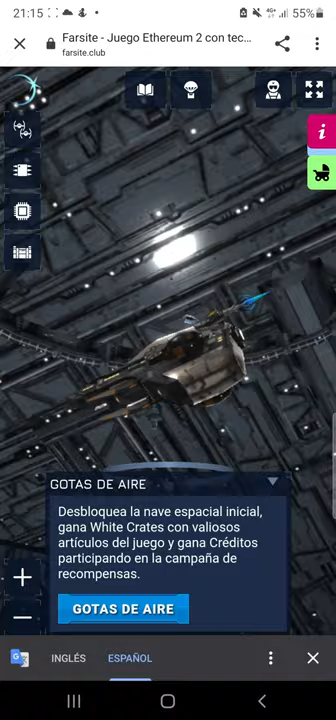 21:15
4G+
55%
Farsite - Juego Ethereum 2 con tec...
farsite.club
i
GOTAS DE AIRE
Desbloquea la nave espacial inicial,
gana White Crates con valiosos
artículos del juego y gana Créditos
participando en la campaña de
recompensas.
GOTAS DE AIRE
INGLÉS
ESPAÑOL